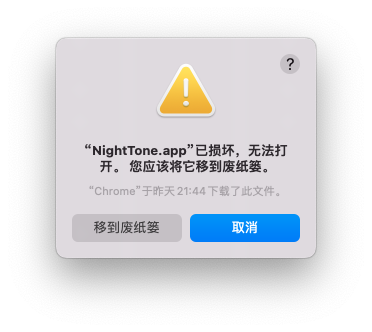 ?
“NightTone.app”已损坏，无法打
开。 您应该将它移到废纸篓。
“Chrome”于昨天 21:44 下载了此文件。
移到废纸篓 取消